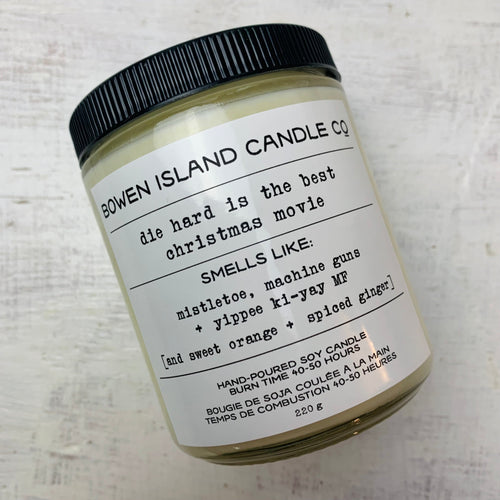 BOWEN ISLAND CANDLE CO
die hard is the best
christmas movie
SMELLS LIKE:
mistletoe, machine guns
+ yippee ki-yay MF
[and sweet orange + spiced ginger]
HAND-POURED SOY CANDLE
BURN TIME 40-50 HOURS
BOUGIE DE SOJA COULÉE À LA MAIN
TEMPS DE COMBUSTION 40-50 HEURES
220 g